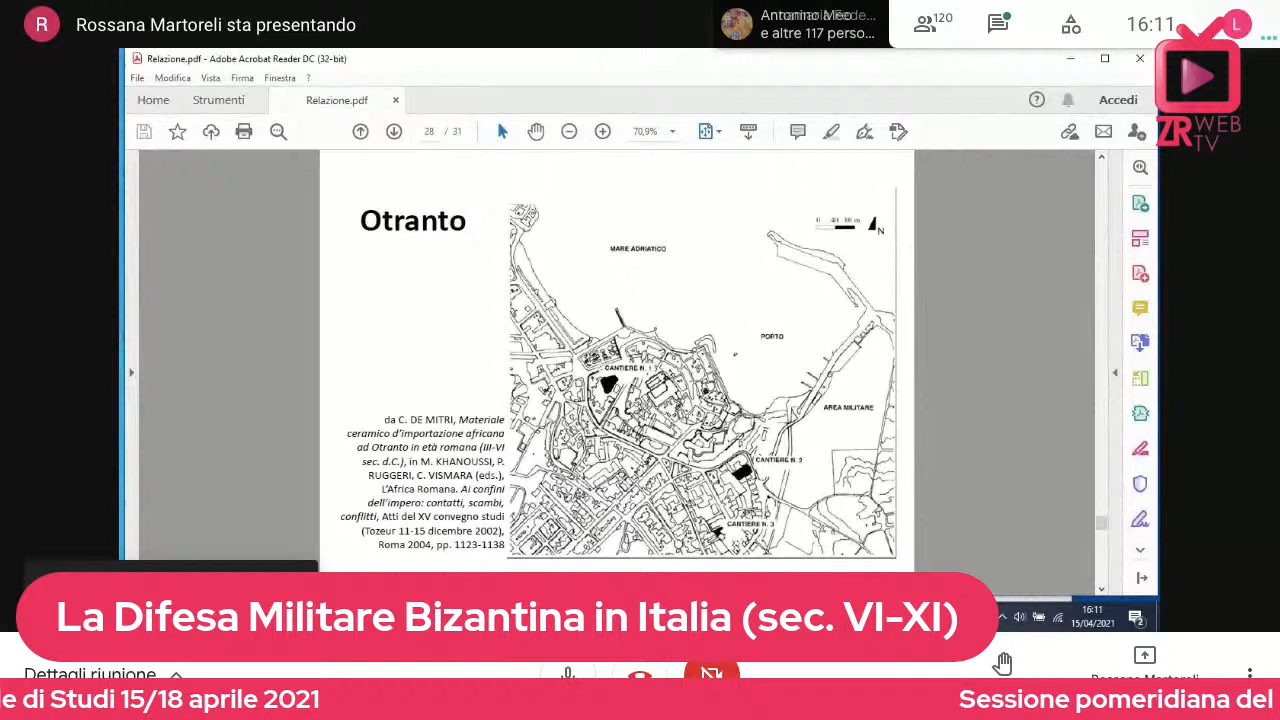 R Rossana Martoreli sta presentando
e altre 117 perso...
120
16:11
L
ZR WEB TV
Relazione.pdf - Adobe Acrobat Reader DC (32-bit)
File Modifica Vista Firma Finestra ?
Home Strumenti Relazione.pdf × Accedi
28 / 31 70,9%
Otranto
0 40 80 m
N
MARE ADRIATICO
PORTO
CANTIERE N. 1
AREA MILITARE
CANTIERE N. 2
CANTIERE N. 3
da C. DE MITRI, Materiale
ceramico d'importazione africana
ad Otranto in età romana (III-VI
sec. d.C.), in M. KHANOUSSI, P.
RUGGERI, C. VISMARA (eds.),
L'Africa Romana. Ai confini
dell'impero: contatti, scambi,
conflitti, Atti del XV convegno studi
(Tozeur 11-15 dicembre 2002),
Roma 2004, pp. 1123-1138
La Difesa Militare Bizantina in Italia (sec. VI-XI)
16:11
15/04/2021
2
Dettagli riunione
Rossana Martoreli
le di Studi 15/18 aprile 2021
Sessione pomeridiana del